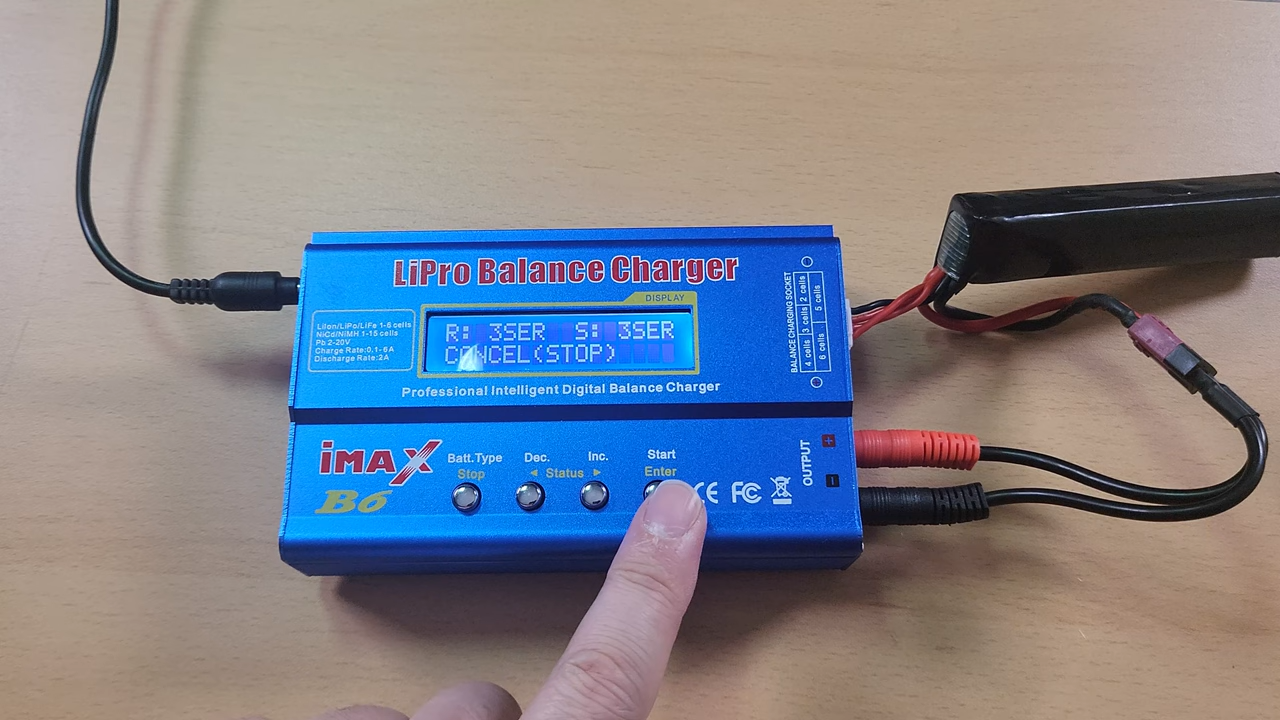 LiPro Balance Charger
DISPLAY
R: 3SER S: 3SER
CANCEL(STOP)
LiIon/LiPo/LiFe 1-6 cells
NiCd/NiMH 1-15 cells
Pb 2-20V
Charge Rate:0.1-6A
Discharge Rate:2A
Professional Intelligent Digital Balance Charger
BALANCE CHARGING SOCKET
4 cells 3 cells 2 cells
6 cells 5 cells
iMAX
B6
Batt.Type
Stop
Dec.
Inc.
◄ Status ►
Start
Enter
CE FC
OUTPUT
+
-